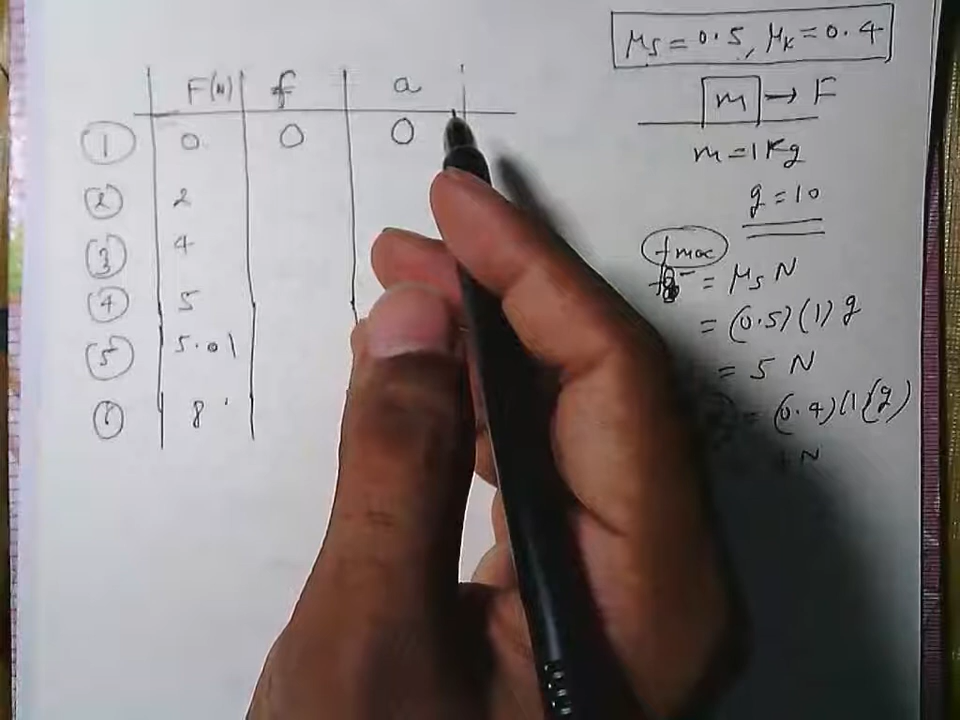 μs = 0.5, μk = 0.4
F(N) f a
① 0 0 0
② 2
③ 4
④ 5
⑤ 5.01
⑥ 8
m → F
m = 1 Kg
g = 10
fmax
= μs N
= (0.5)(1) g
= 5 N
= (0.4)(1)(g)
N